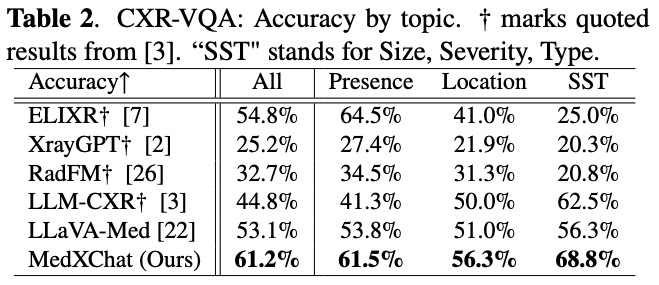 Table 2. CXR-VQA: Accuracy by topic. † marks quoted
results from [3]. “SST" stands for Size, Severity, Type.
Accuracy↑ All Presence Location SST
ELIXR† [7] 54.8% 64.5% 41.0% 25.0%
XrayGPT† [2] 25.2% 27.4% 21.9% 20.3%
RadFM† [26] 32.7% 34.5% 31.3% 20.8%
LLM-CXR† [3] 44.8% 41.3% 50.0% 62.5%
LLaVA-Med [22] 53.1% 53.8% 51.0% 56.3%
MedXChat (Ours) 61.2% 61.5% 56.3% 68.8%